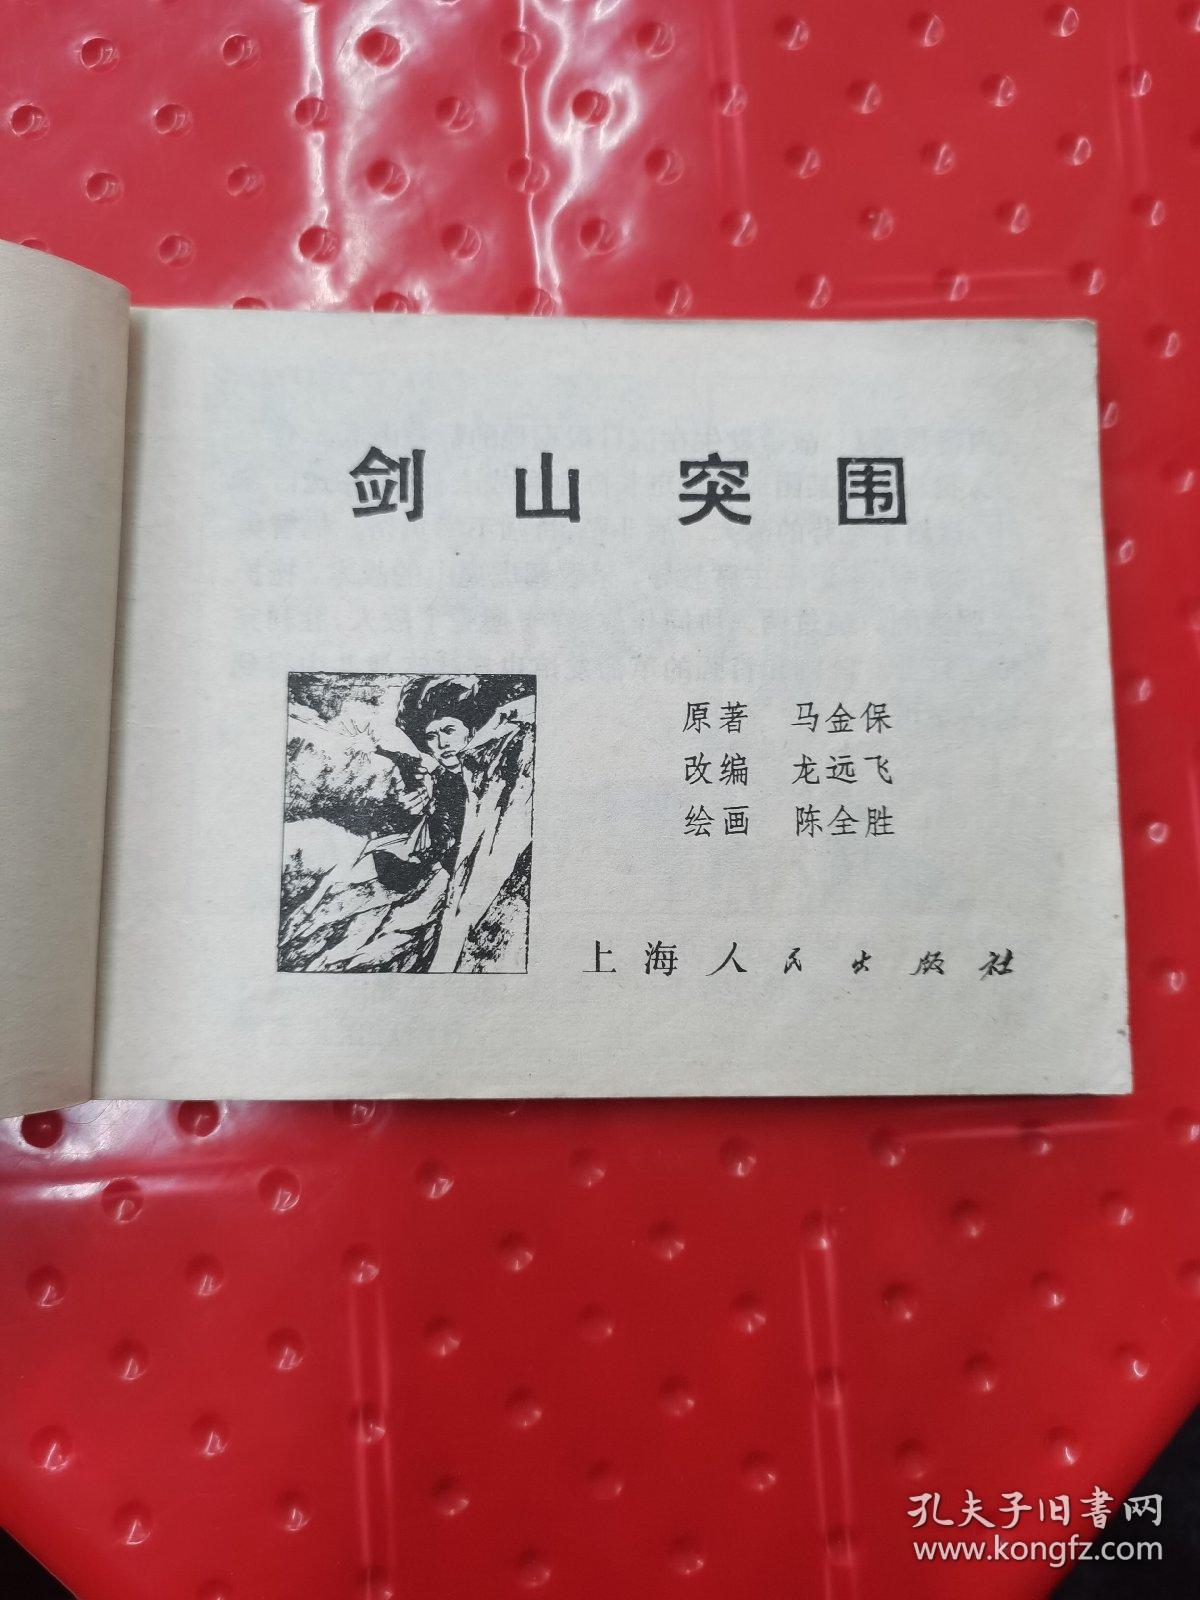 剑山突围
原著 马金保
改编 龙远飞
绘画 陈全胜
上海人民出版社
孔夫子旧书网
www.kongfz.com